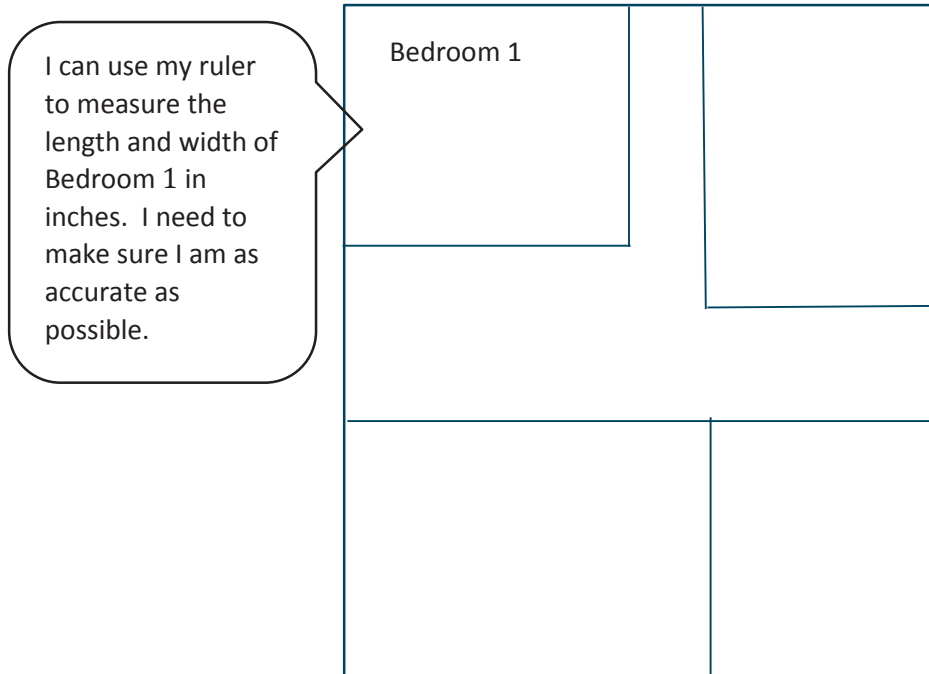 I can use my ruler
to measure the
length and width of
Bedroom 1 in
inches.  I need to
make sure I am as
accurate as
possible.
Bedroom 1